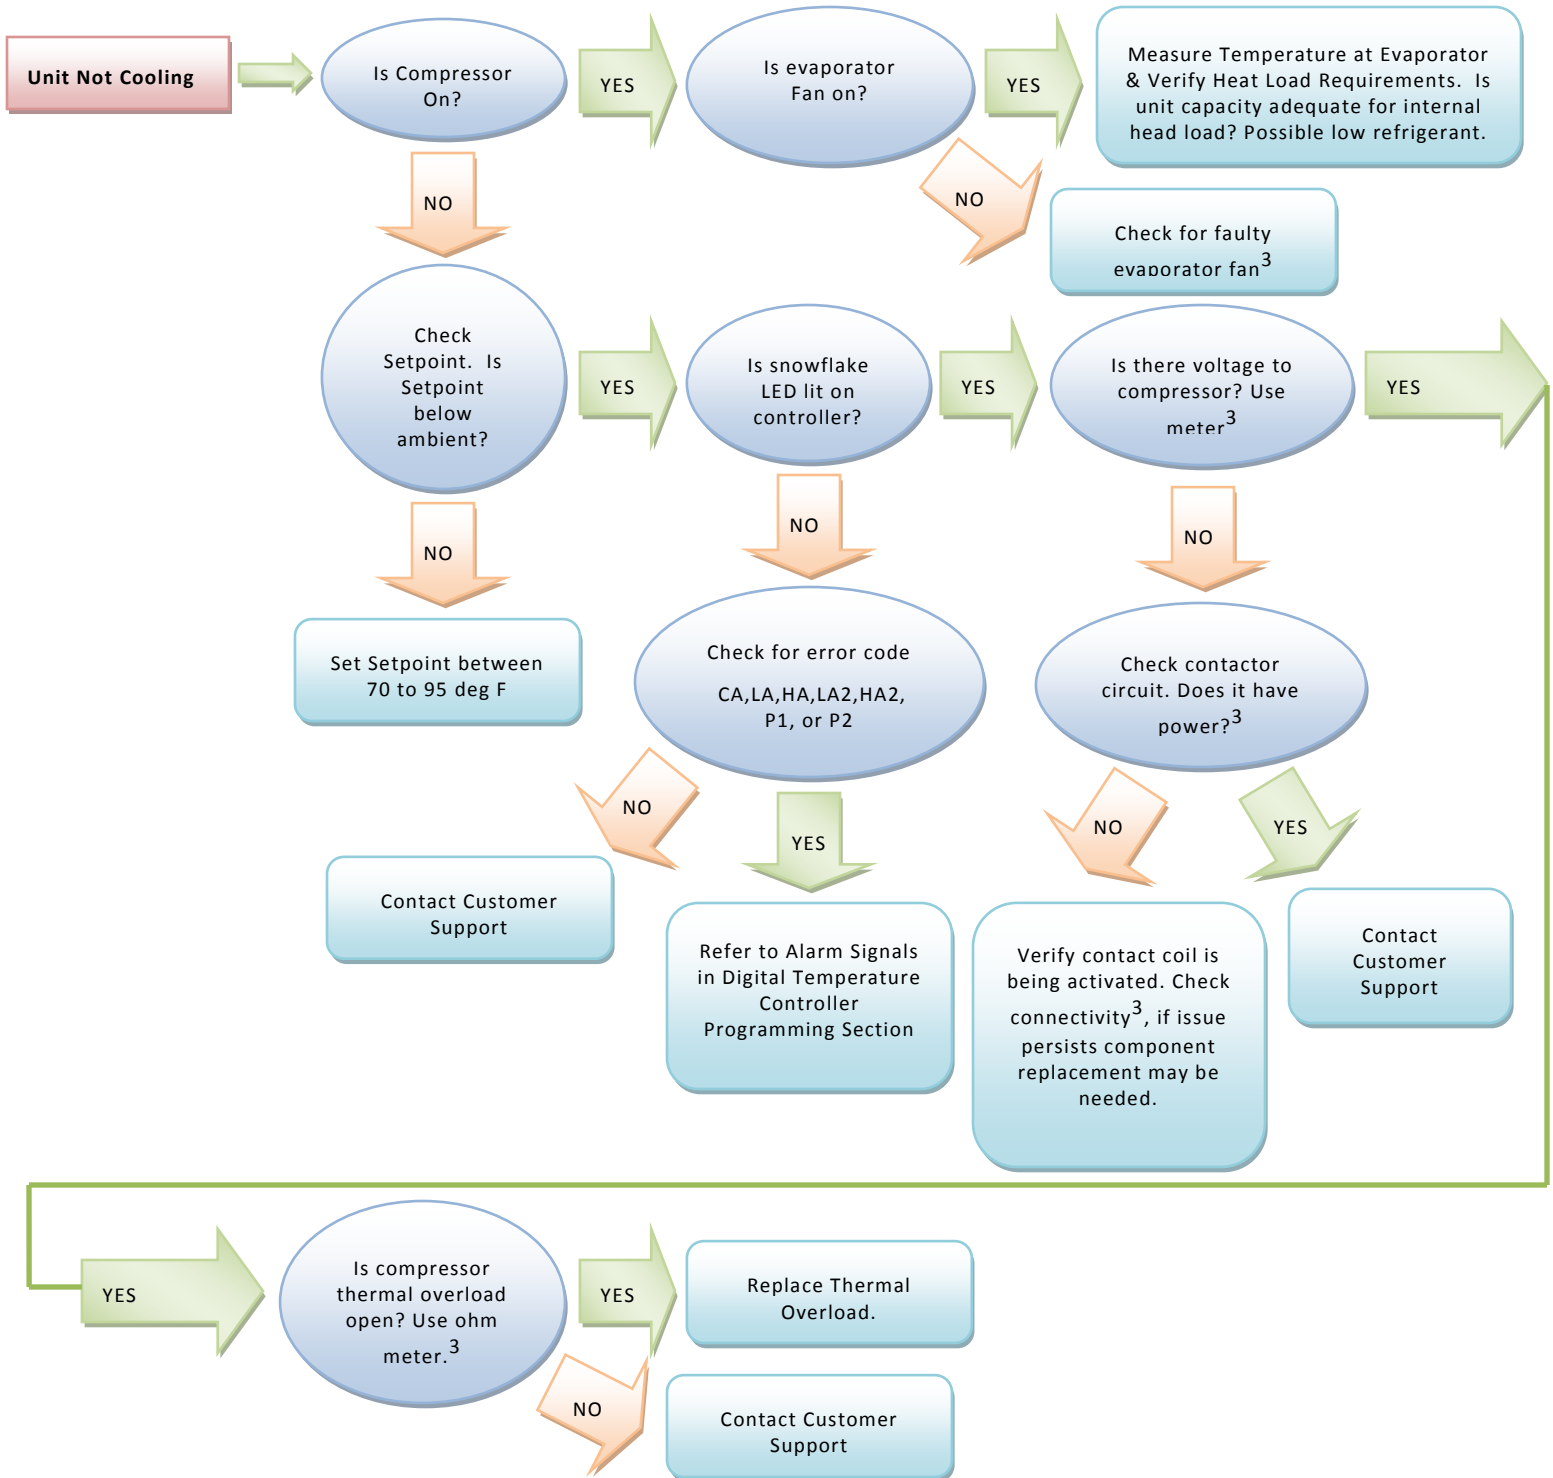 Unit Not Cooling
Is Compressor
On?
YES
Is evaporator
Fan on?
YES
Measure Temperature at Evaporator
& Verify Heat Load Requirements. Is
unit capacity adequate for internal
head load? Possible low refrigerant.
NO
NO
Check for faulty
evaporator fan3
Check
Setpoint. Is
Setpoint
below
ambient?
YES
Is snowflake
LED lit on
controller?
YES
Is there voltage to
compressor? Use
meter3
YES
NO
NO
NO
Set Setpoint between
70 to 95 deg F
Check for error code
CA,LA,HA,LA2,HA2,
P1, or P2
Check contactor
circuit. Does it have
power?3
NO
YES
NO
YES
Contact Customer
Support
Refer to Alarm Signals
in Digital Temperature
Controller
Programming Section
Verify contact coil is
being activated. Check
connectivity3, if issue
persists component
replacement may be
needed.
Contact
Customer
Support
YES
Is compressor
thermal overload
open? Use ohm
meter.3
YES
Replace Thermal
Overload.
NO
Contact Customer
Support